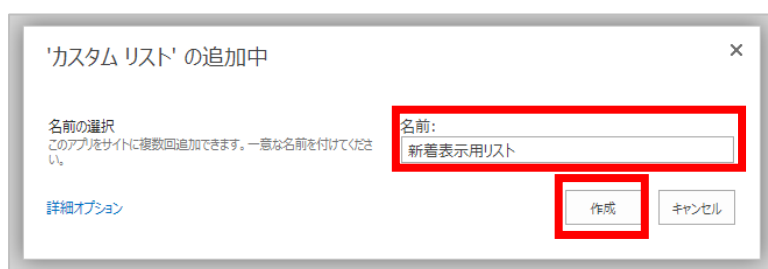 'カスタム リスト' の追加中
×
名前の選択
このアプリをサイトに複数回追加できます。一意な名前を付けてくださ
い。
名前:
新着表示用リスト
詳細オプション
作成
キャンセル